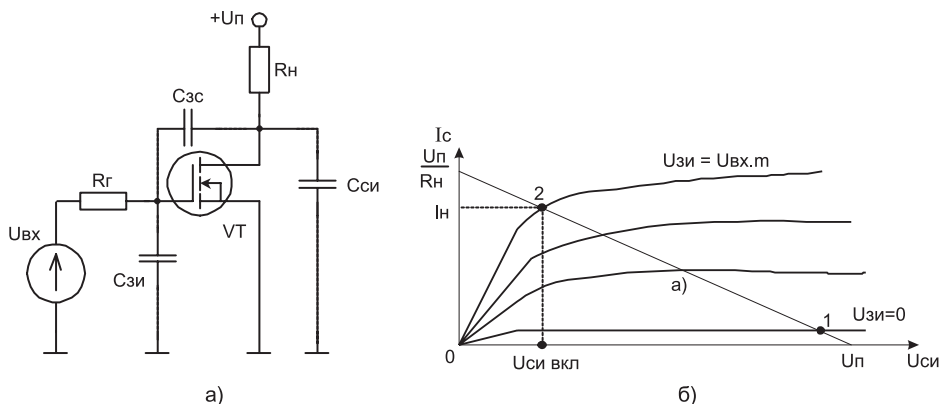 +Uп
Rн
Cзс
Rг
Cси
Uвх
VT
Cзи
а)
Iс
Uп
Rн
Iн
2
Uзи = Uвх.m
а)
Uзи=0
1
0
Uси вкл
Uп
Uси
б)